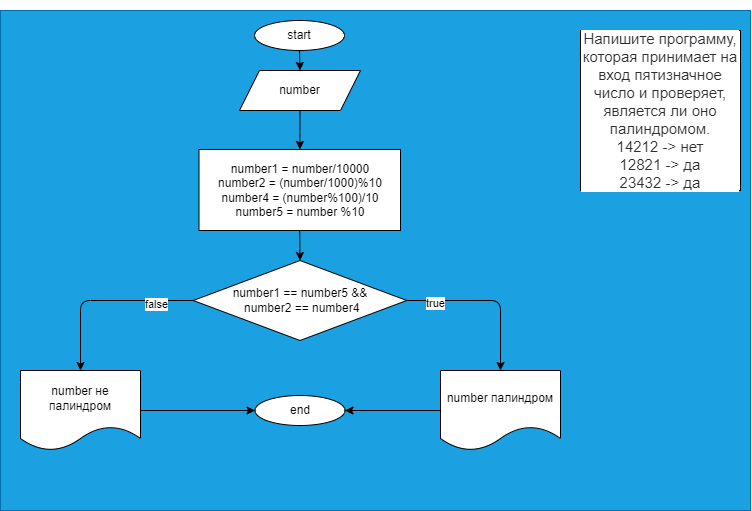 start
number
number1 = number/10000
number2 = (number/1000)%10
number4 = (number%100)/10
number5 = number %10
number1 == number5 &&
number2 == number4
false
true
number не
палиндром
end
number палиндром
Напишите программу,
которая принимает на
вход пятизначное
число и проверяет,
является ли оно
палиндромом.
14212 -> нет
12821 -> да
23432 -> да